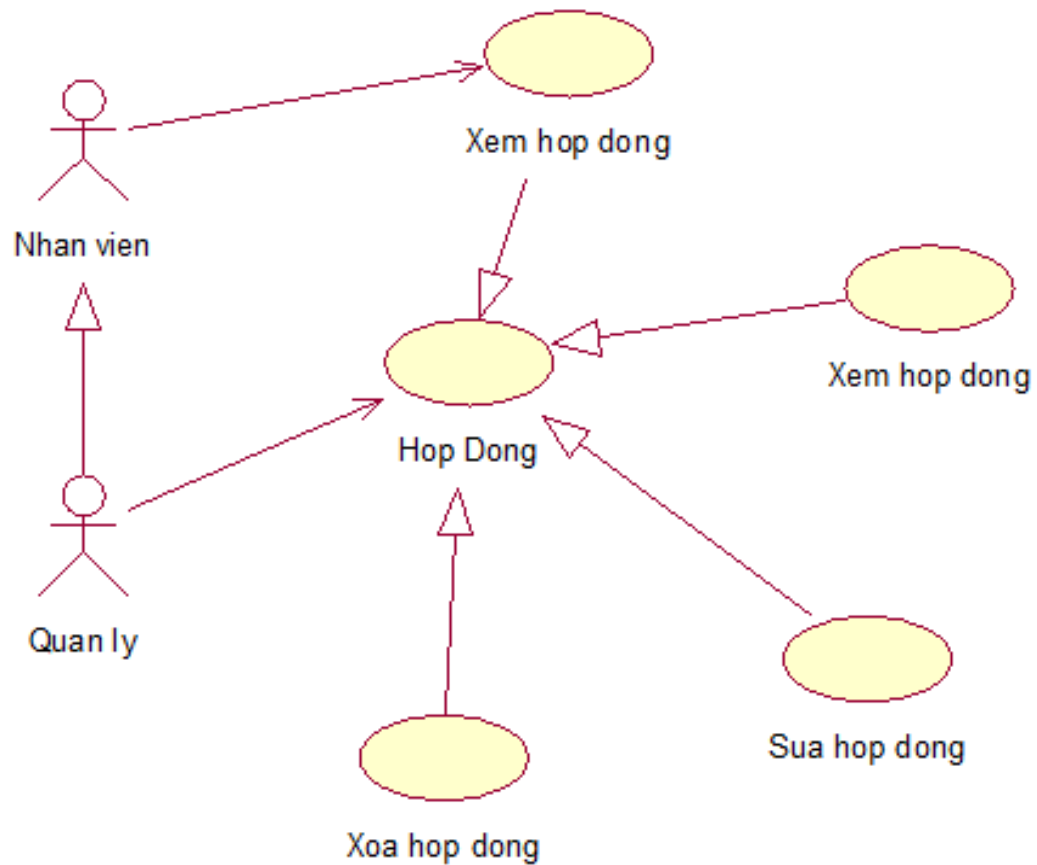 Xem hop dong
Nhan vien
Xem hop dong
Hop Dong
Quan ly
Sua hop dong
Xoa hop dong